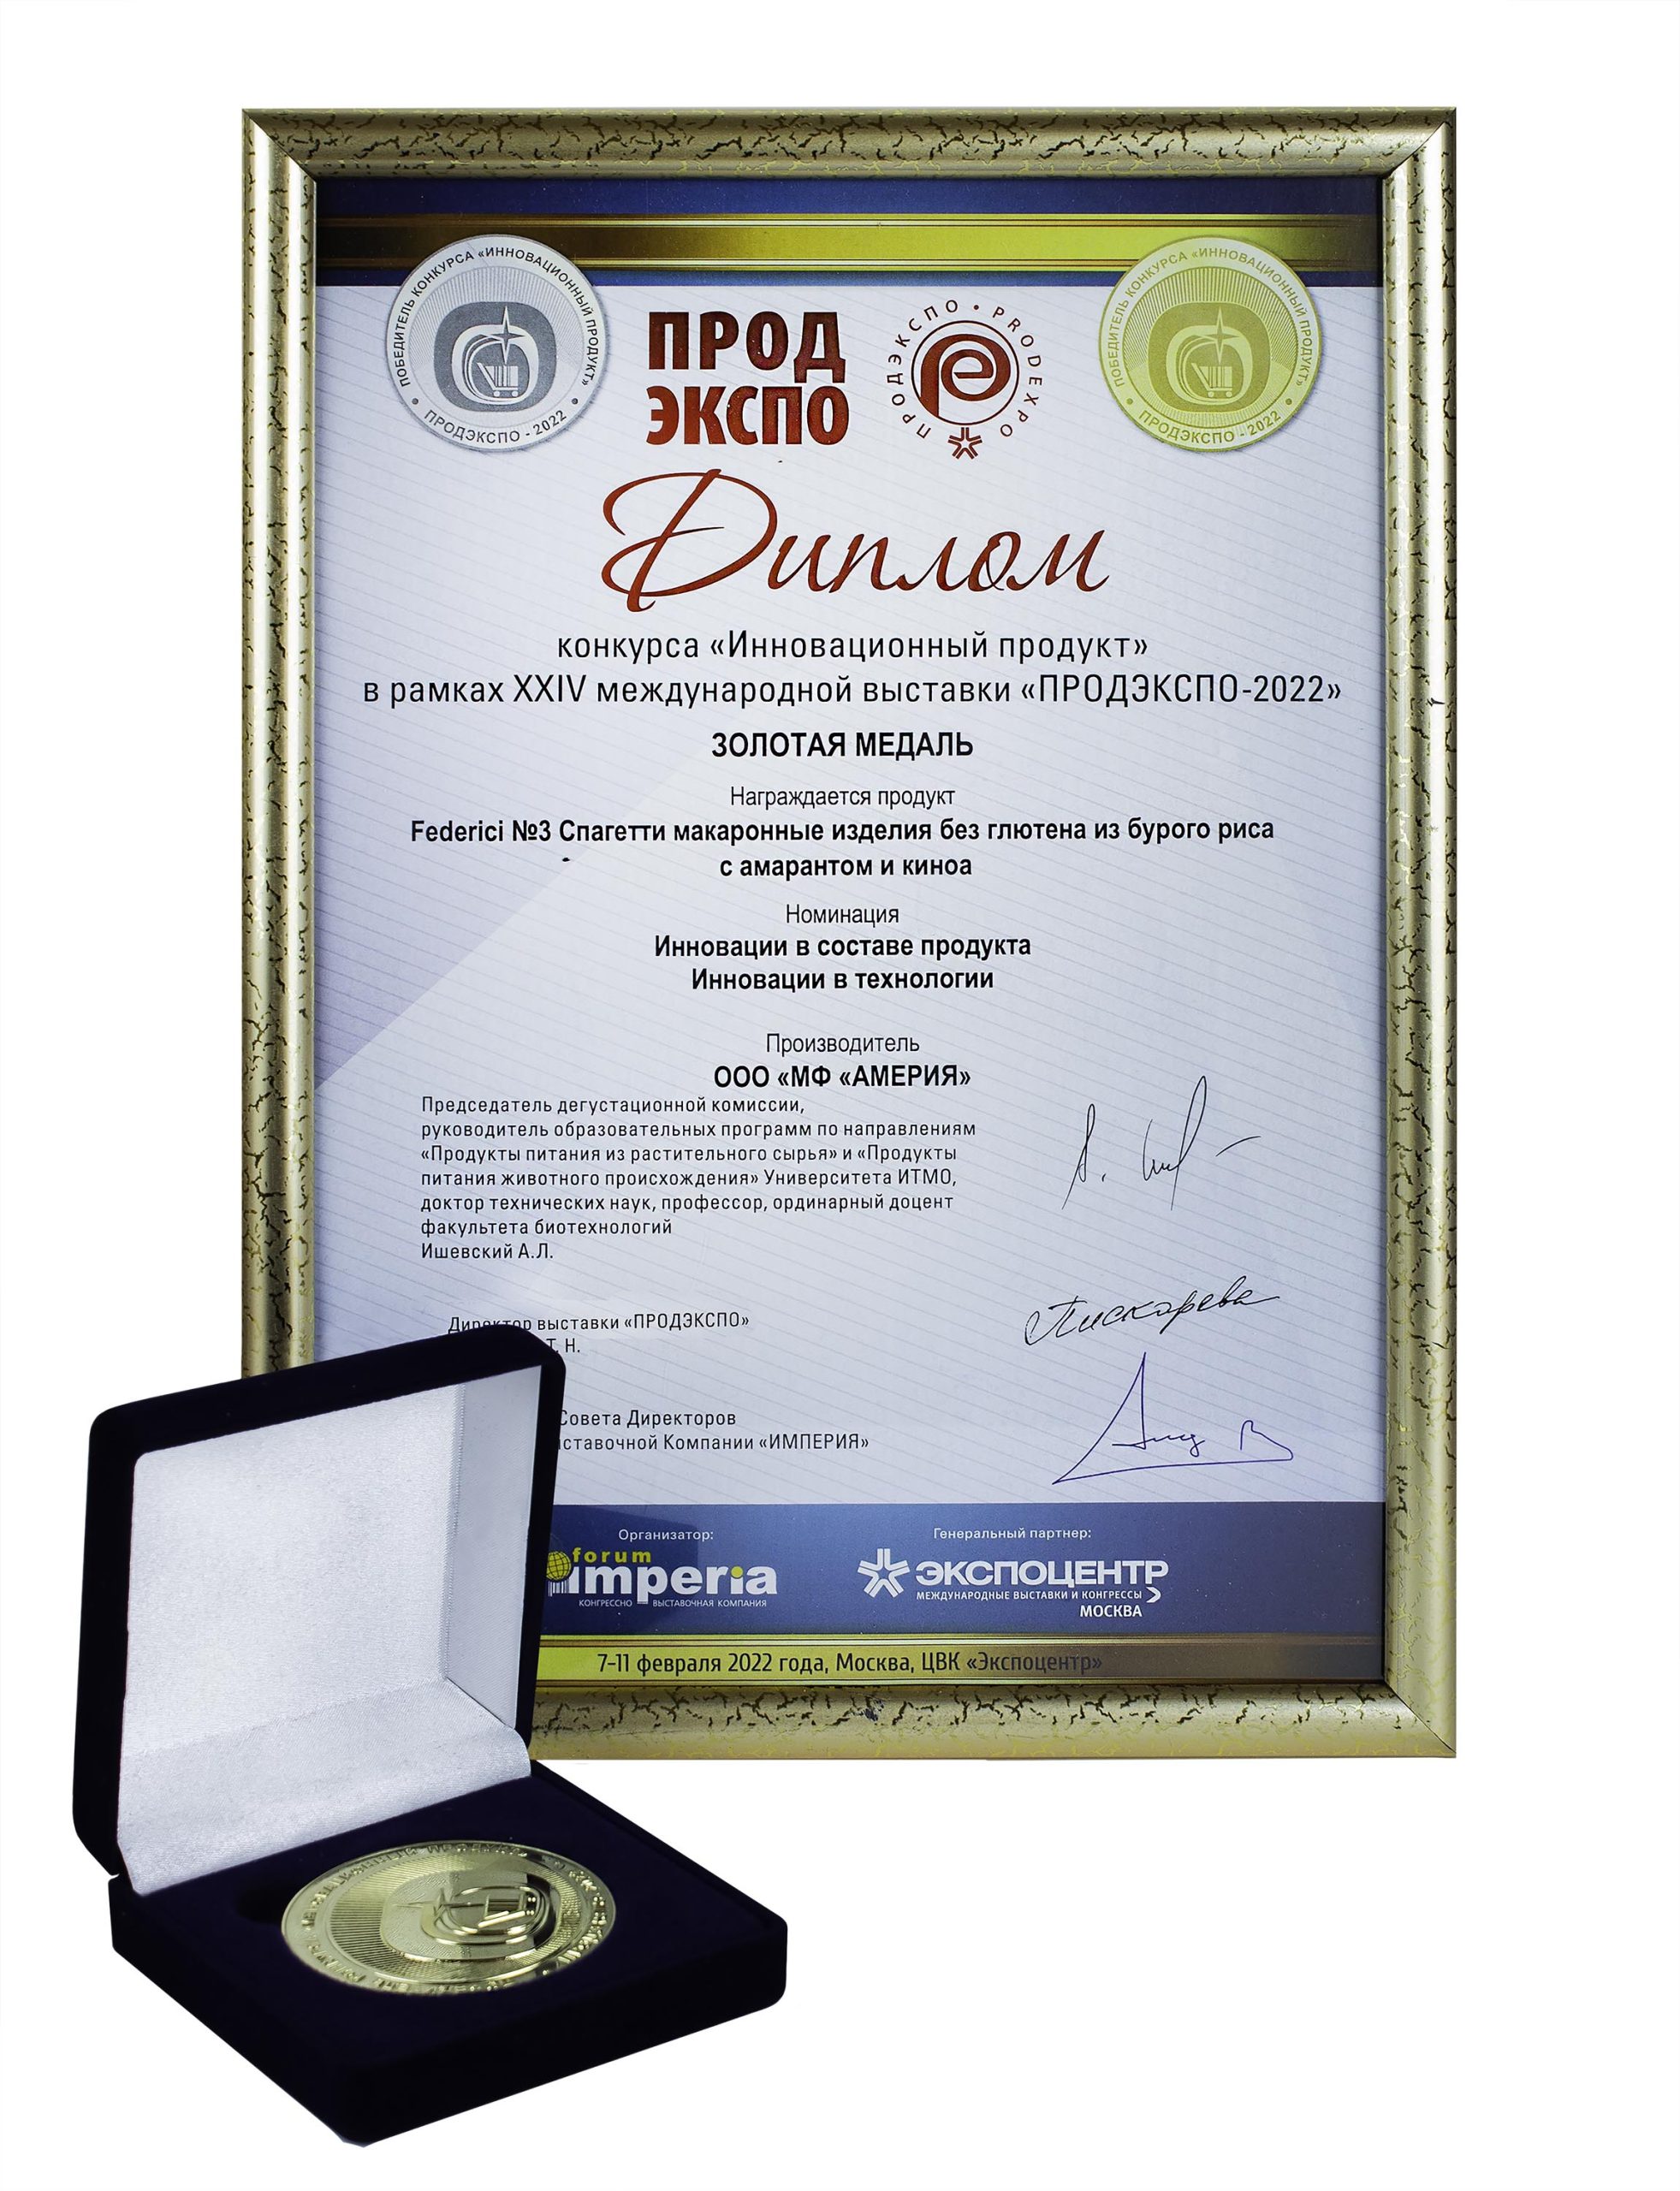 ПОБЕДИТЕЛЬ КОНКУРСА «ИННОВАЦИОННЫЙ ПРОДУКТ»
• ПРОДЭКСПО - 2022 •
ПРОД
ЭКСПО
ПРОДЭКСПО • PRODEXPO
ПОБЕДИТЕЛЬ КОНКУРСА «ИННОВАЦИОННЫЙ ПРОДУКТ»
• ПРОДЭКСПО - 2022 •
Диплом
конкурса «Инновационный продукт»
в рамках XXIV международной выставки «ПРОДЭКСПО-2022»
ЗОЛОТАЯ МЕДАЛЬ
Награждается продукт
Federici №3 Спагетти макаронные изделия без глютена из бурого риса
с амарантом и киноа
Номинация
Инновации в составе продукта
Инновации в технологии
Производитель
ООО «МФ «АМЕРИЯ»
Председатель дегустационной комиссии,
руководитель образовательных программ по направлениям
«Продукты питания из растительного сырья» и «Продукты
питания животного происхождения» Университета ИТМО,
доктор технических наук, профессор, ординарный доцент
факультета биотехнологий
Ишевский А.Л.
Директор выставки «ПРОДЭКСПО»
Т. Н.
Пискарева
Совета Директоров
ставочной Компании «ИМПЕРИЯ»
Организатор:
forum
imperia
КОНГРЕССНО ВЫСТАВОЧНАЯ КОМПАНИЯ
Генеральный партнер:
ЭКСПОЦЕНТР
МЕЖДУНАРОДНЫЕ ВЫСТАВКИ И КОНГРЕССЫ
МОСКВА
7-11 февраля 2022 года, Москва, ЦВК «Экспоцентр»